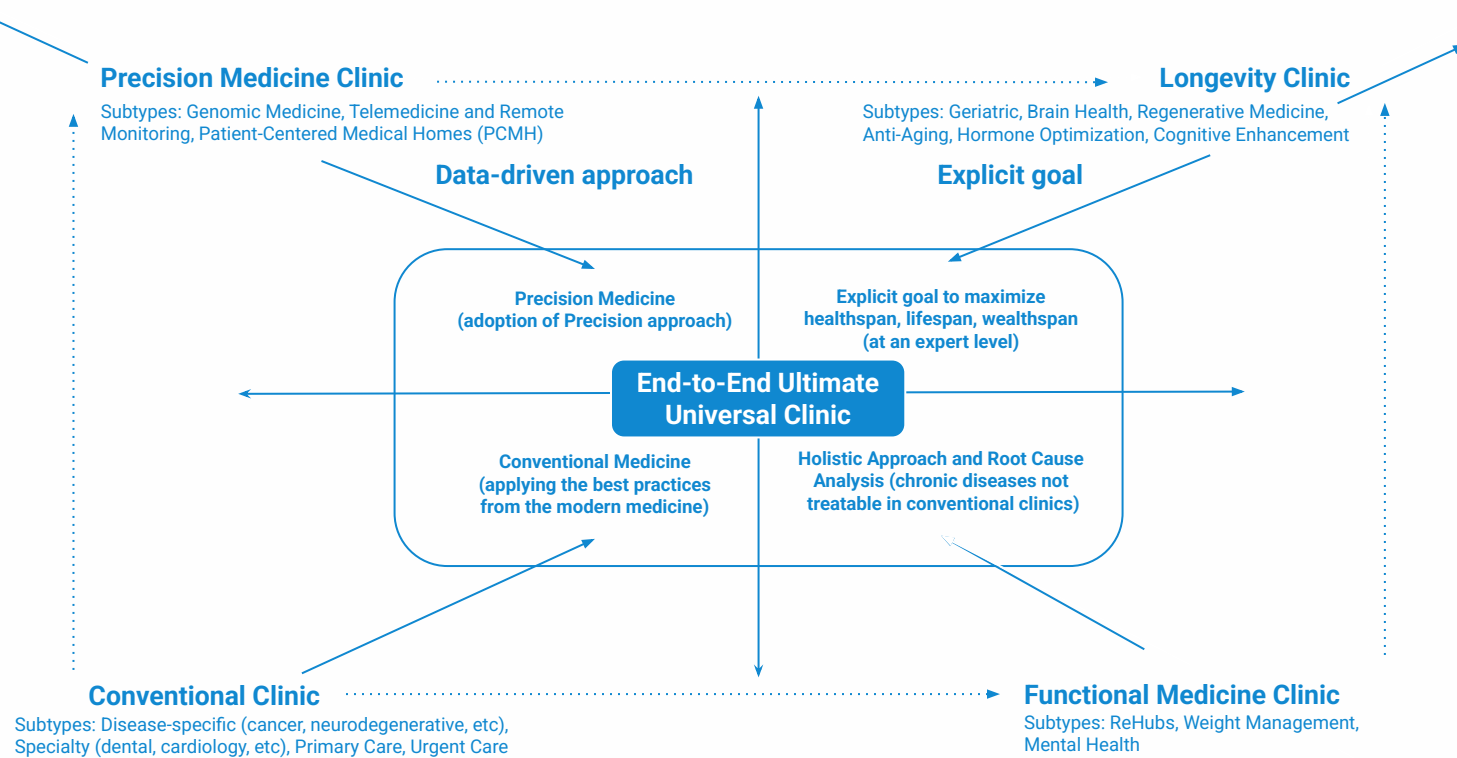 Precision Medicine Clinic
Subtypes: Genomic Medicine, Telemedicine and Remote
Monitoring, Patient-Centered Medical Homes (PCMH)
Longevity Clinic
Subtypes: Geriatric, Brain Health, Regenerative Medicine,
Anti-Aging, Hormone Optimization, Cognitive Enhancement
Data-driven approach
Explicit goal
Precision Medicine
(adoption of Precision approach)
Explicit goal to maximize
healthspan, lifespan, wealthspan
(at an expert level)
End-to-End Ultimate
Universal Clinic
Conventional Medicine
(applying the best practices
from the modern medicine)
Holistic Approach and Root Cause
Analysis (chronic diseases not
treatable in conventional clinics)
Conventional Clinic
Subtypes: Disease-specific (cancer, neurodegenerative, etc),
Specialty (dental, cardiology, etc), Primary Care, Urgent Care
Functional Medicine Clinic
Subtypes: ReHubs, Weight Management,
Mental Health